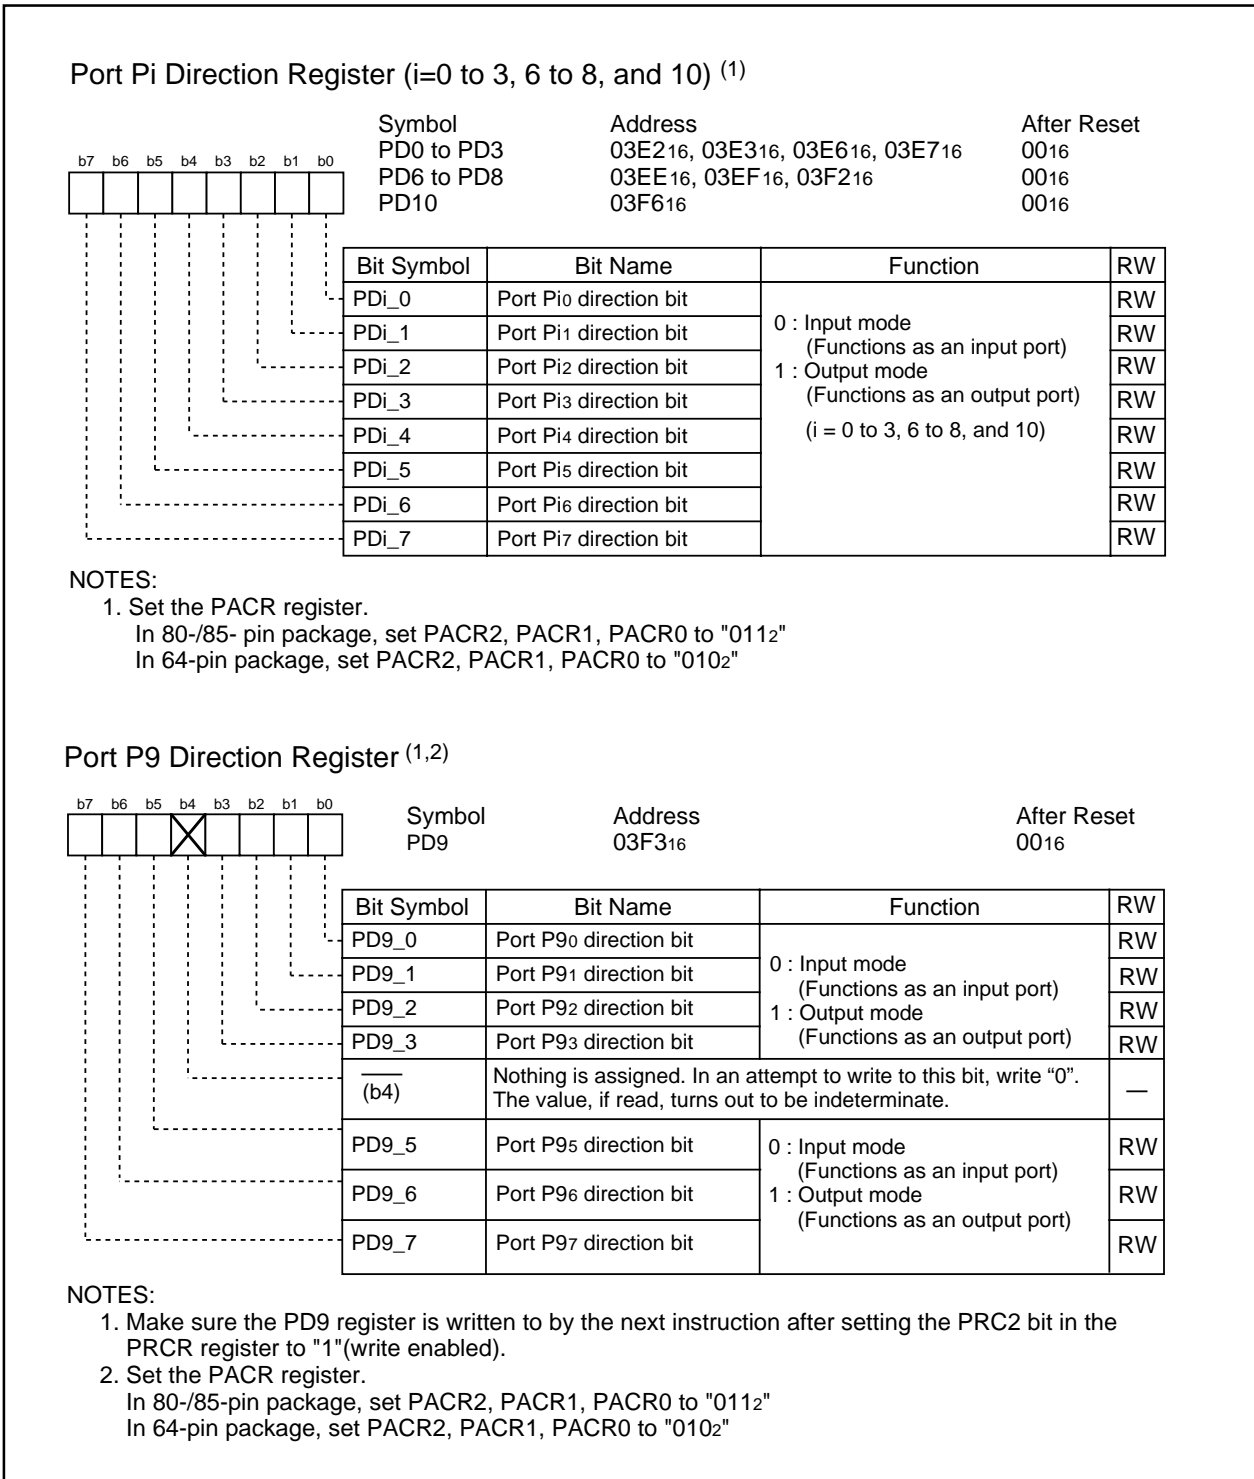 Port Pi Direction Register (i=0 to 3, 6 to 8, and 10) (1)
Symbol Address After Reset
PD0 to PD3 03E216, 03E316, 03E616, 03E716 0016
PD6 to PD8 03EE16, 03EF16, 03F216 0016
PD10 03F616 0016
b7 b6 b5 b4 b3 b2 b1 b0
Bit Symbol Bit Name Function RW
PDi_0 Port Pi0 direction bit RW
PDi_1 Port Pi1 direction bit RW
PDi_2 Port Pi2 direction bit RW
PDi_3 Port Pi3 direction bit RW
PDi_4 Port Pi4 direction bit RW
PDi_5 Port Pi5 direction bit RW
PDi_6 Port Pi6 direction bit RW
PDi_7 Port Pi7 direction bit RW
0 : Input mode
(Functions as an input port)
1 : Output mode
(Functions as an output port)
(i = 0 to 3, 6 to 8, and 10)
NOTES:
1. Set the PACR register.
In 80-/85- pin package, set PACR2, PACR1, PACR0 to "0112"
In 64-pin package, set PACR2, PACR1, PACR0 to "0102"
Port P9 Direction Register (1,2)
b7 b6 b5 b4 b3 b2 b1 b0
Symbol Address After Reset
PD9 03F316 0016
Bit Symbol Bit Name Function RW
PD9_0 Port P90 direction bit RW
PD9_1 Port P91 direction bit RW
PD9_2 Port P92 direction bit RW
PD9_3 Port P93 direction bit RW
0 : Input mode
(Functions as an input port)
1 : Output mode
(Functions as an output port)
(b4) Nothing is assigned. In an attempt to write to this bit, write “0”. —
The value, if read, turns out to be indeterminate.
PD9_5 Port P95 direction bit RW
PD9_6 Port P96 direction bit RW
PD9_7 Port P97 direction bit RW
0 : Input mode
(Functions as an input port)
1 : Output mode
(Functions as an output port)
NOTES:
1. Make sure the PD9 register is written to by the next instruction after setting the PRC2 bit in the
PRCR register to "1"(write enabled).
2. Set the PACR register.
In 80-/85-pin package, set PACR2, PACR1, PACR0 to "0112"
In 64-pin package, set PACR2, PACR1, PACR0 to "0102"